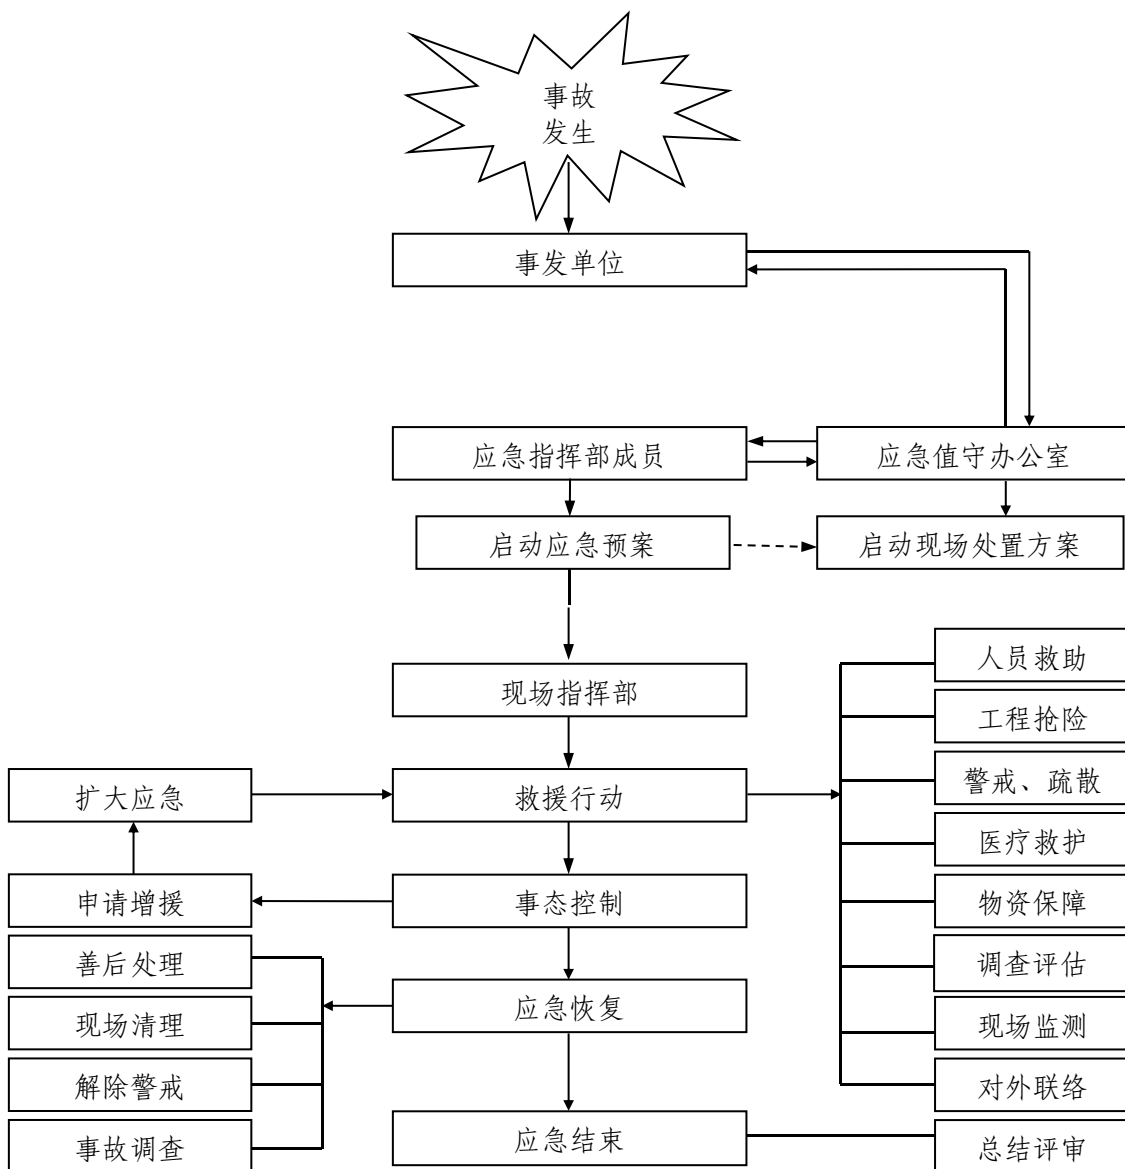 事故
发生
事发单位
应急指挥部成员
应急值守办公室
启动应急预案
启动现场处置方案
人员救助
现场指挥部
工程抢险
扩大应急
救援行动
警戒、疏散
医疗救护
申请增援
事态控制
物资保障
善后处理
调查评估
应急恢复
现场清理
现场监测
解除警戒
对外联络
应急结束
事故调查
总结评审